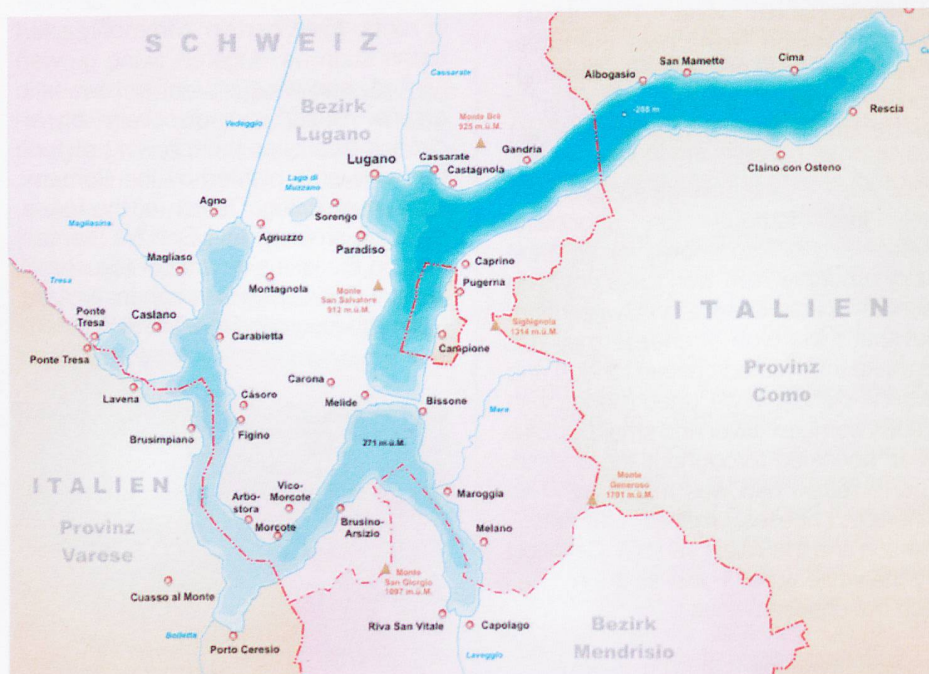 SCHWEIZ
Bezirk
Lugano
Cassarate
Vedeggio
Monte Brè
925 m.ü.M.
Albogasio
San Mamette
Cima
-288 m
Rescia
Claino con Osteno
Gandria
Lugano
Cassarate
Castagnola
Lago di
Muzzano
Sorengo
Paradiso
Agno
Agnuzzo
Magliasina
Magliaso
Montagnola
Monte
San Salvatore
912 m.ü.M.
Caprino
Pugerna
Sighignola
1314 m.ü.M.
Campione
ITALIEN
Provinz
Como
Tresa
Ponte
Tresa
Ponte Tresa
Caslano
Carabietta
Lavena
Carona
Melide
Bissone
Mara
Cásoro
Figino
Brusimpiano
271 m.ü.M.
ITALIEN
Provinz
Varese
Arbo-
stora
Vico-
Morcote
Morcote
Brusino-
Arsizio
Maroggia
Melano
Monte
Generoso
1701 m.ü.M.
Monte
San Giorgio
1097 m.ü.M.
Cuasso al Monte
Bolletta
Porto Ceresio
Riva San Vitale
Capolago
Laveggio
Bezirk
Mendrisio